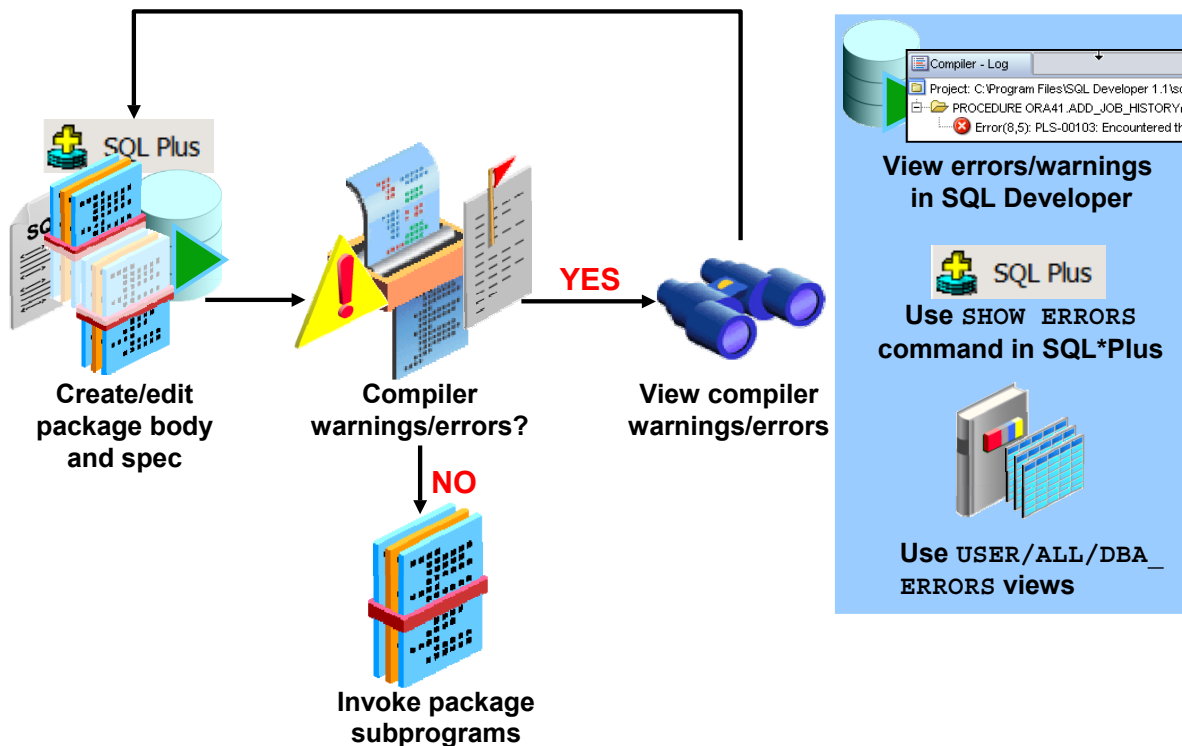 SQL Plus
Create/edit
package body
and spec
Compiler
warnings/errors?
YES
View compiler
warnings/errors
NO
Invoke package
subprograms
Compiler - Log
Project: C:\Program Files\SQL Developer 1.1\
PROCEDURE ORA41.ADD_JOB_HISTORY
Error(8,5): PLS-00103: Encountered
View errors/warnings
in SQL Developer
SQL Plus
Use SHOW ERRORS
command in SQL*Plus
Use USER/ALL/DBA_
ERRORS views